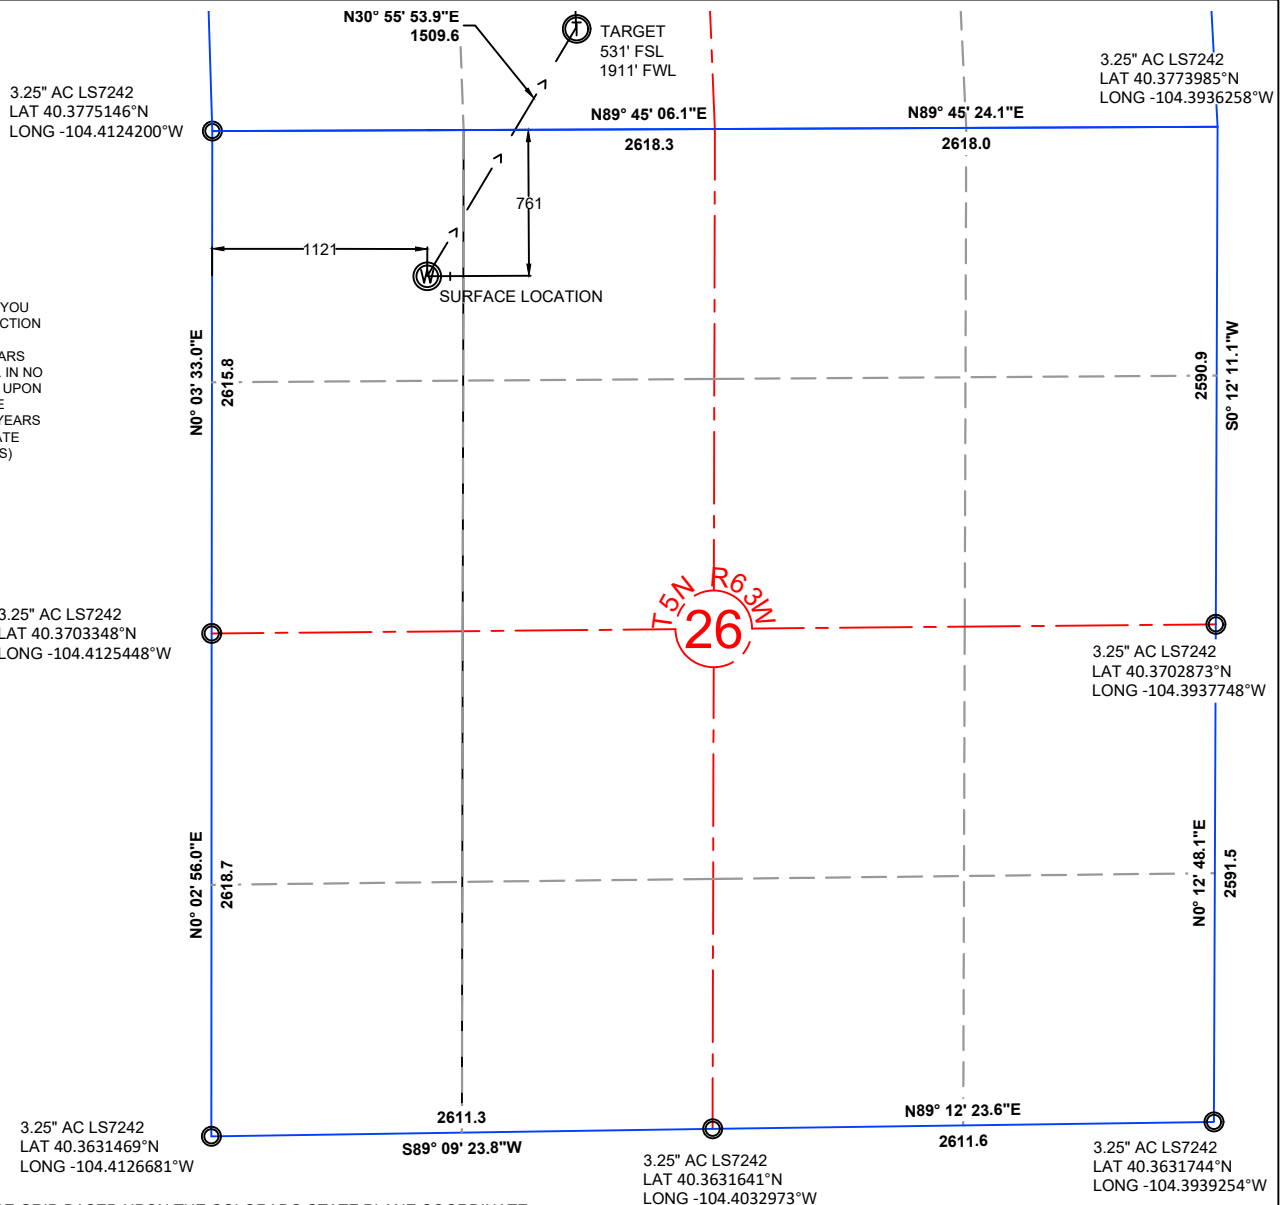 N30° 55' 53.9"E
1509.6
TARGET
531' FSL
1911' FWL
3.25" AC LS7242
LAT 40.3775146°N
LONG -104.4124200°W
3.25" AC LS7242
LAT 40.3773985°N
LONG -104.3936258°W
N89° 45' 06.1"E
2618.3
N89° 45' 24.1"E
2618.0
761
1121
W
SURFACE LOCATION
YOU
CTION
ARS
IN NO
UPON
E
YEARS
ATE
S)
N0° 03' 33.0"E
2615.8
2590.9
S0° 12' 11.1"W
T5N R63W
26
3.25" AC LS7242
LAT 40.3703348°N
LONG -104.4125448°W
3.25" AC LS7242
LAT 40.3702873°N
LONG -104.3937748°W
N0° 02' 56.0"E
2618.7
N0° 12' 48.1"E
2591.5
2611.3
S89° 09' 23.8"W
N89° 12' 23.6"E
2611.6
3.25" AC LS7242
LAT 40.3631469°N
LONG -104.4126681°W
3.25" AC LS7242
LAT 40.3631641°N
LONG -104.4032973°W
3.25" AC LS7242
LAT 40.3631744°N
LONG -104.3939254°W